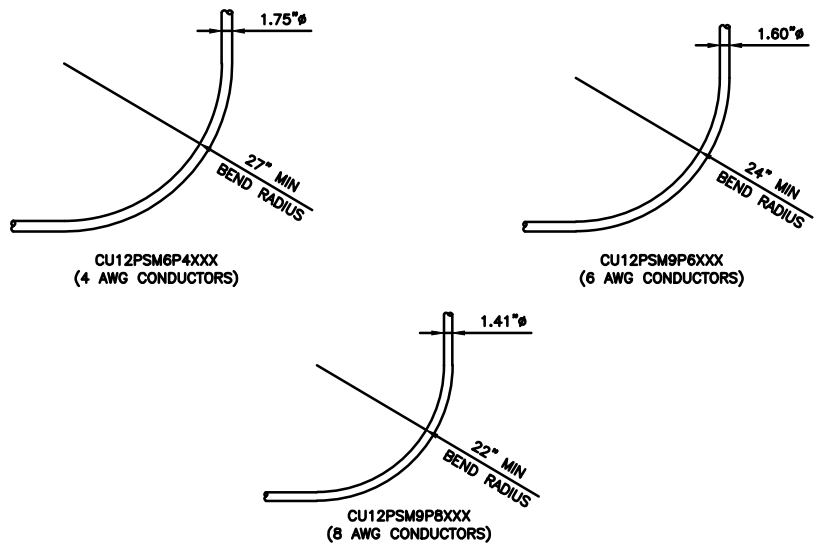 1.75"ø
27" MIN
BEND RADIUS
CU12PSM6P4XXX
(4 AWG CONDUCTORS)
1.60"ø
24" MIN
BEND RADIUS
CU12PSM9P6XXX
(6 AWG CONDUCTORS)
1.41"ø
22" MIN
BEND RADIUS
CU12PSM9P8XXX
(8 AWG CONDUCTORS)